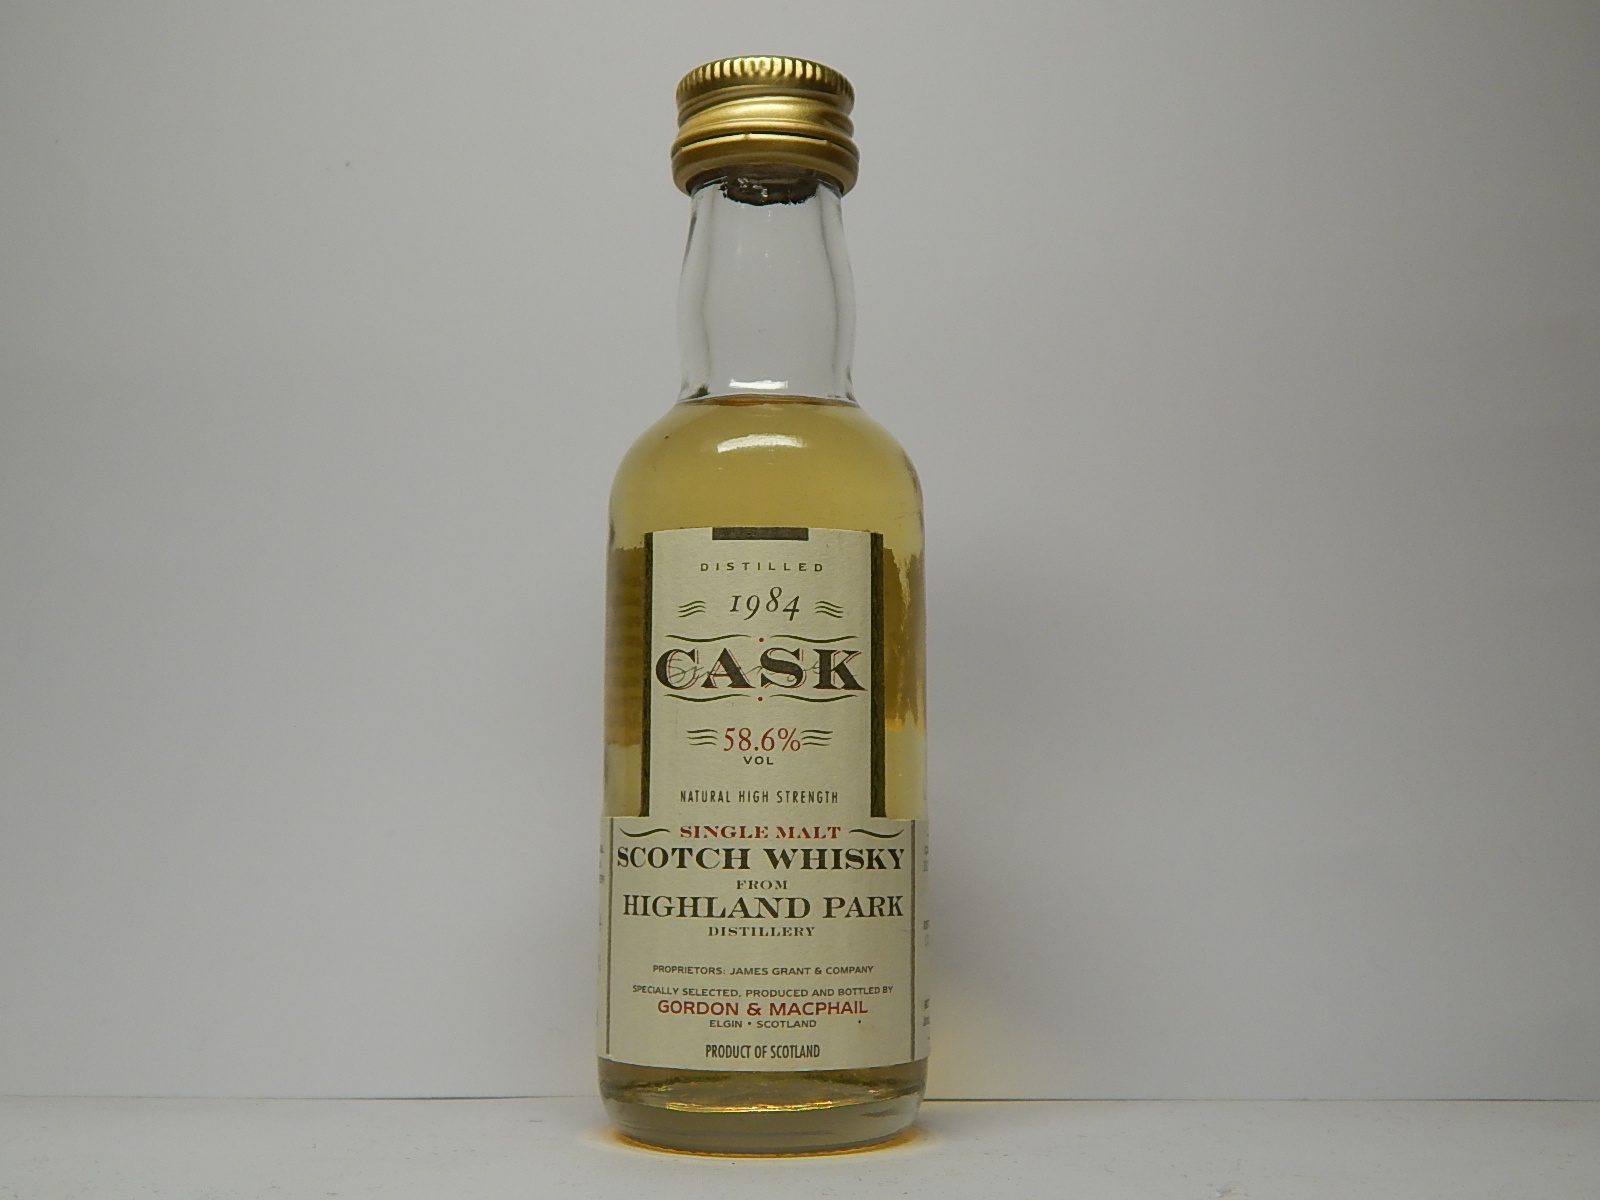 DISTILLED
1984
CASK
58.6%
VOL
NATURAL HIGH STRENGTH
SINGLE MALT
SCOTCH WHISKY
FROM
HIGHLAND PARK
DISTILLERY
PROPRIETORS: JAMES GRANT & COMPANY
SPECIALLY SELECTED, PRODUCED AND BOTTLED BY
GORDON & MACPHAIL
ELGIN • SCOTLAND
PRODUCT OF SCOTLAND